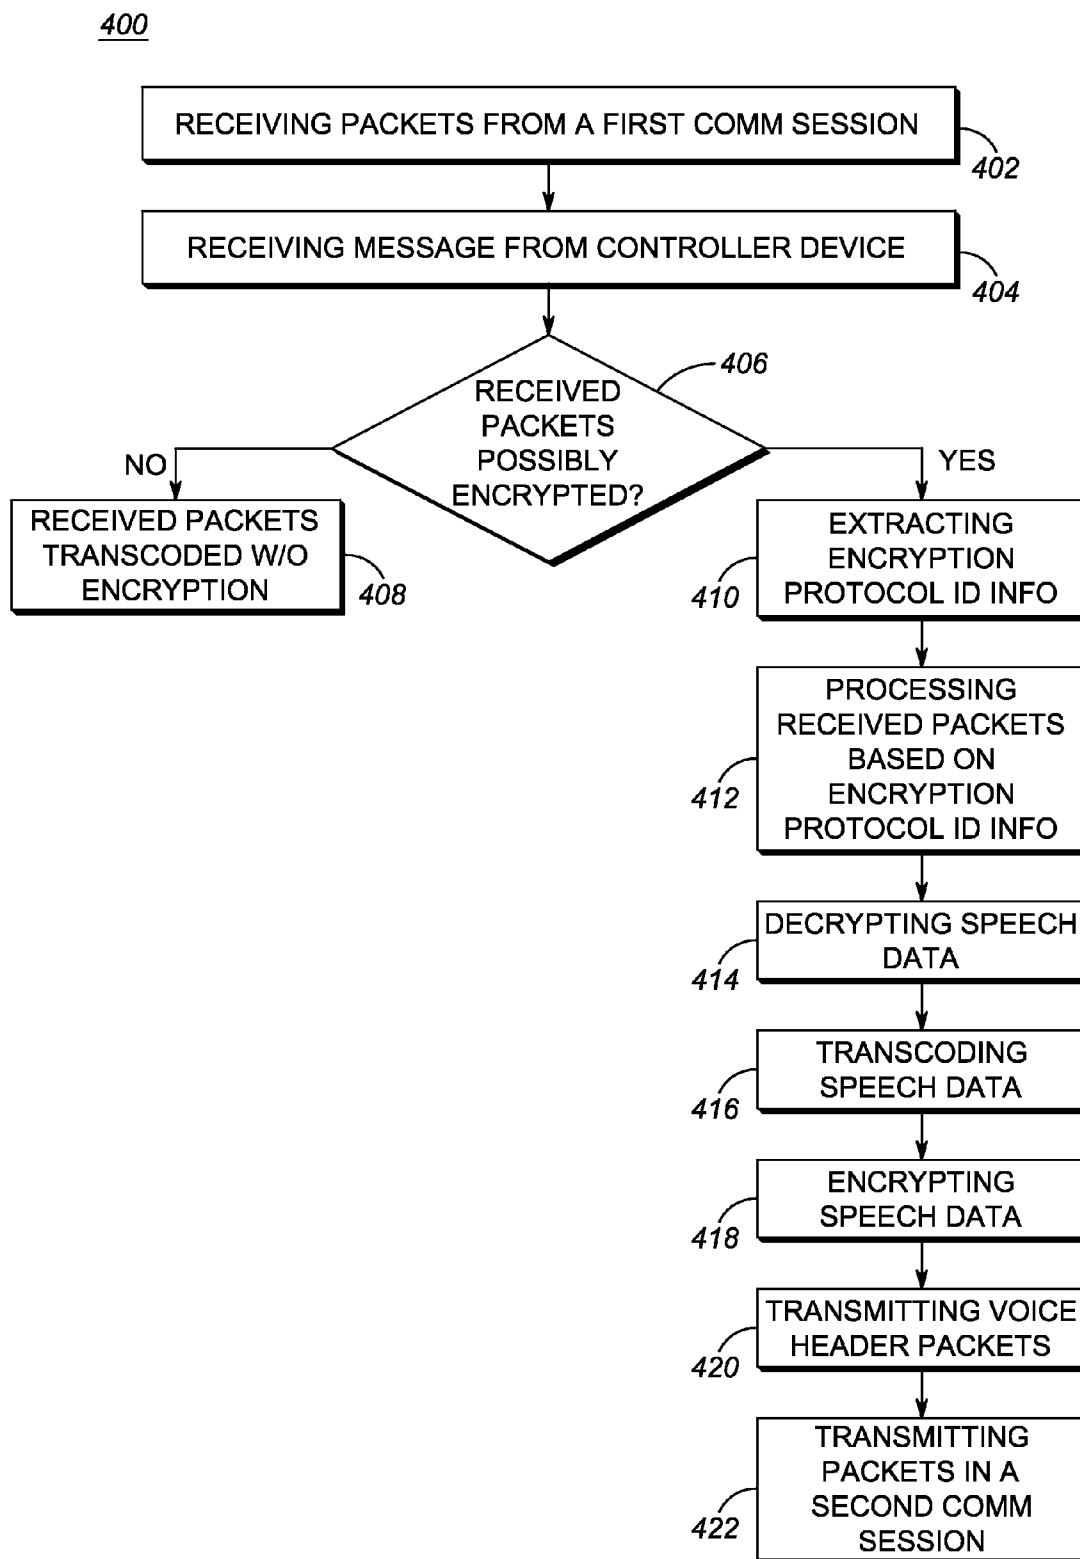 400
RECEIVING PACKETS FROM A FIRST COMM SESSION
402
RECEIVING MESSAGE FROM CONTROLLER DEVICE
404
406
RECEIVED
PACKETS
POSSIBLY
ENCRYPTED?
NO
YES
RECEIVED PACKETS
TRANSCODED W/O
ENCRYPTION
408
EXTRACTING
ENCRYPTION
PROTOCOL ID INFO
410
PROCESSING
RECEIVED PACKETS
BASED ON
ENCRYPTION
PROTOCOL ID INFO
412
DECRYPTING SPEECH
DATA
414
TRANSCODING
SPEECH DATA
416
ENCRYPTING
SPEECH DATA
418
TRANSMITTING VOICE
HEADER PACKETS
420
TRANSMITTING
PACKETS IN A
SECOND COMM
SESSION
422